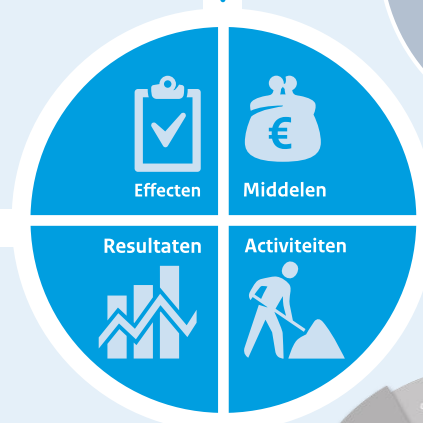 Effecten
Middelen
€
Resultaten
Activiteiten